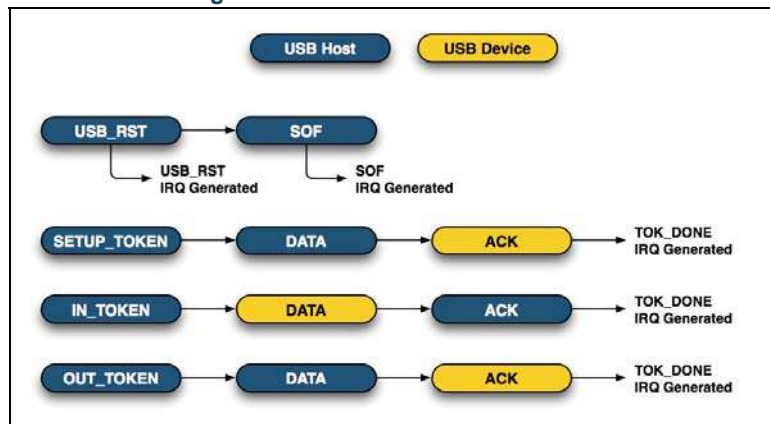 USB Host
USB Device
USB_RST
SOF
USB_RST
IRQ Generated
SOF
IRQ Generated
SETUP_TOKEN
DATA
ACK
TOK_DONE
IRQ Generated
IN_TOKEN
DATA
ACK
TOK_DONE
IRQ Generated
OUT_TOKEN
DATA
ACK
TOK_DONE
IRQ Generated